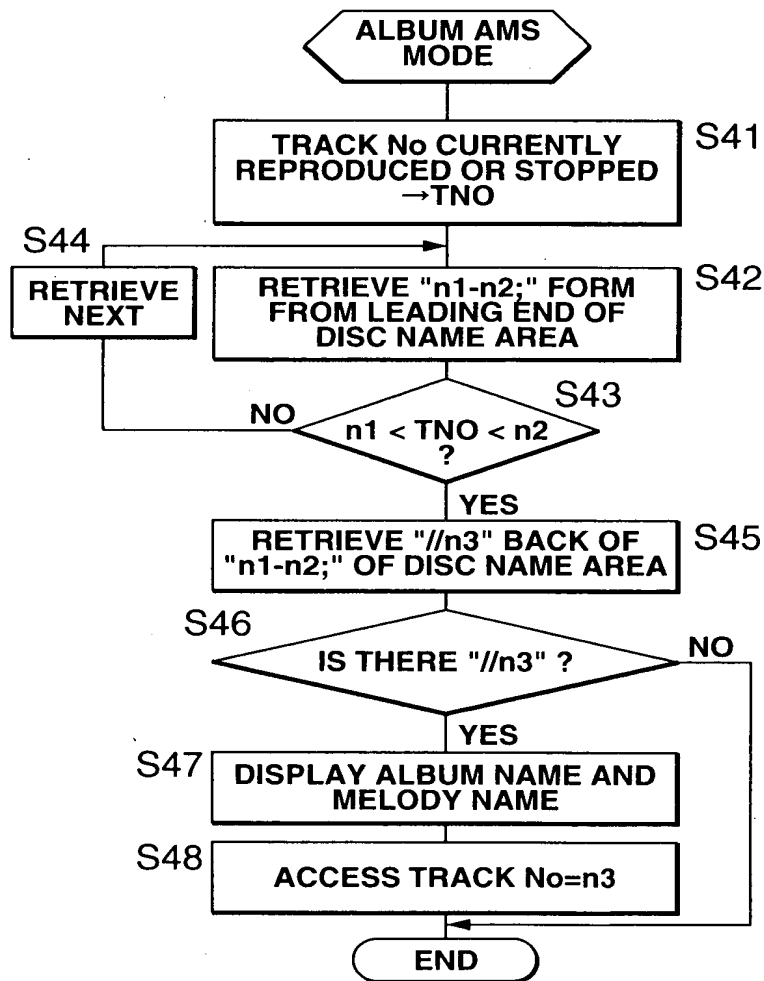 ALBUM AMS
MODE
S41
TRACK No CURRENTLY
REPRODUCED OR STOPPED
→TNO
S44
RETRIEVE
NEXT
S42
RETRIEVE "n1-n2;" FORM
FROM LEADING END OF
DISC NAME AREA
S43
NO
n1 < TNO < n2
?
YES
S45
RETRIEVE "//n3" BACK OF
"n1-n2;" OF DISC NAME AREA
S46
IS THERE "//n3" ?
NO
YES
S47
DISPLAY ALBUM NAME AND
MELODY NAME
S48
ACCESS TRACK No=n3
END